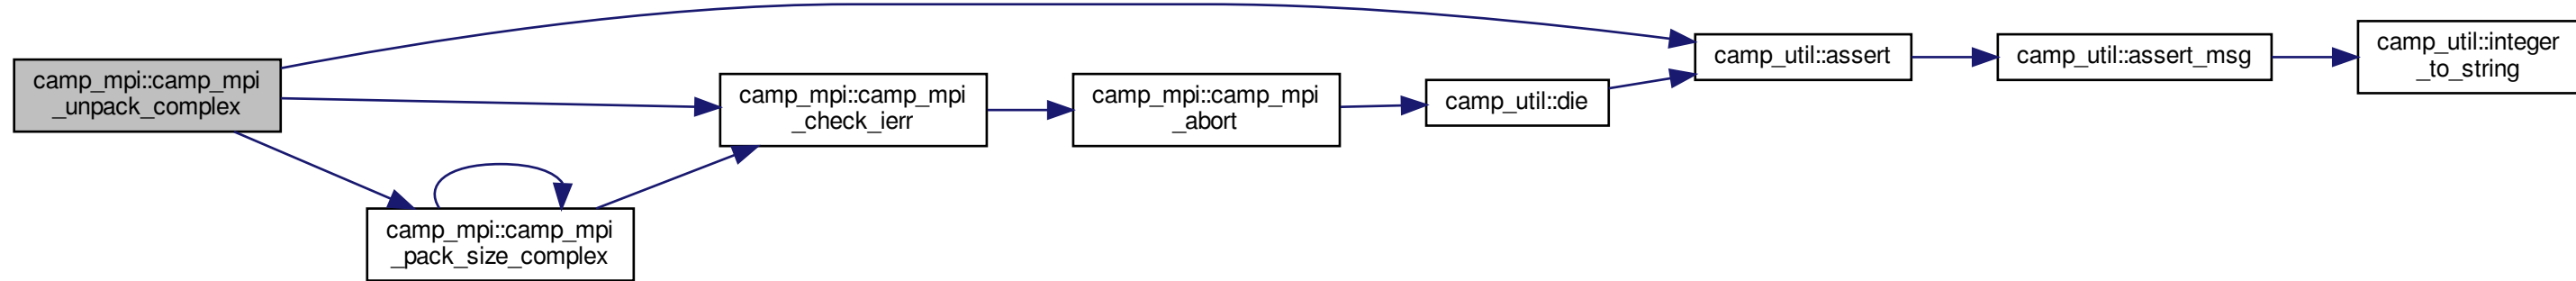 camp_mpi::camp_mpi
_unpack_complex
camp_mpi::camp_mpi
_pack_size_complex
camp_mpi::camp_mpi
_check_ierr
camp_mpi::camp_mpi
_abort
camp_util::die
camp_util::assert
camp_util::assert_msg
camp_util::integer
_to_string